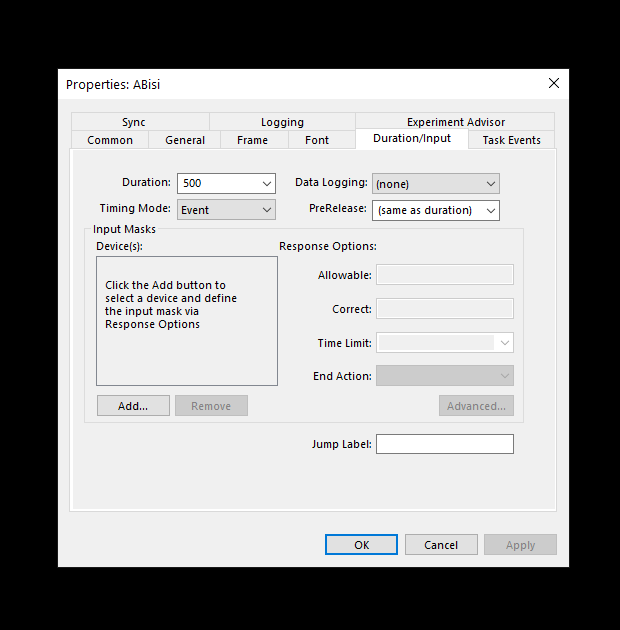 Properties: ABisi
Sync Logging Experiment Advisor
Common General Frame Font Duration/Input Task Events
Duration: 500 Data Logging: (none)
Timing Mode: Event PreRelease: (same as duration)
Input Masks
Device(s): Response Options:
Click the Add button to
select a device and define
the input mask via
Response Options
Allowable:
Correct:
Time Limit:
End Action:
Add... Remove Advanced...
Jump Label:
OK Cancel Apply